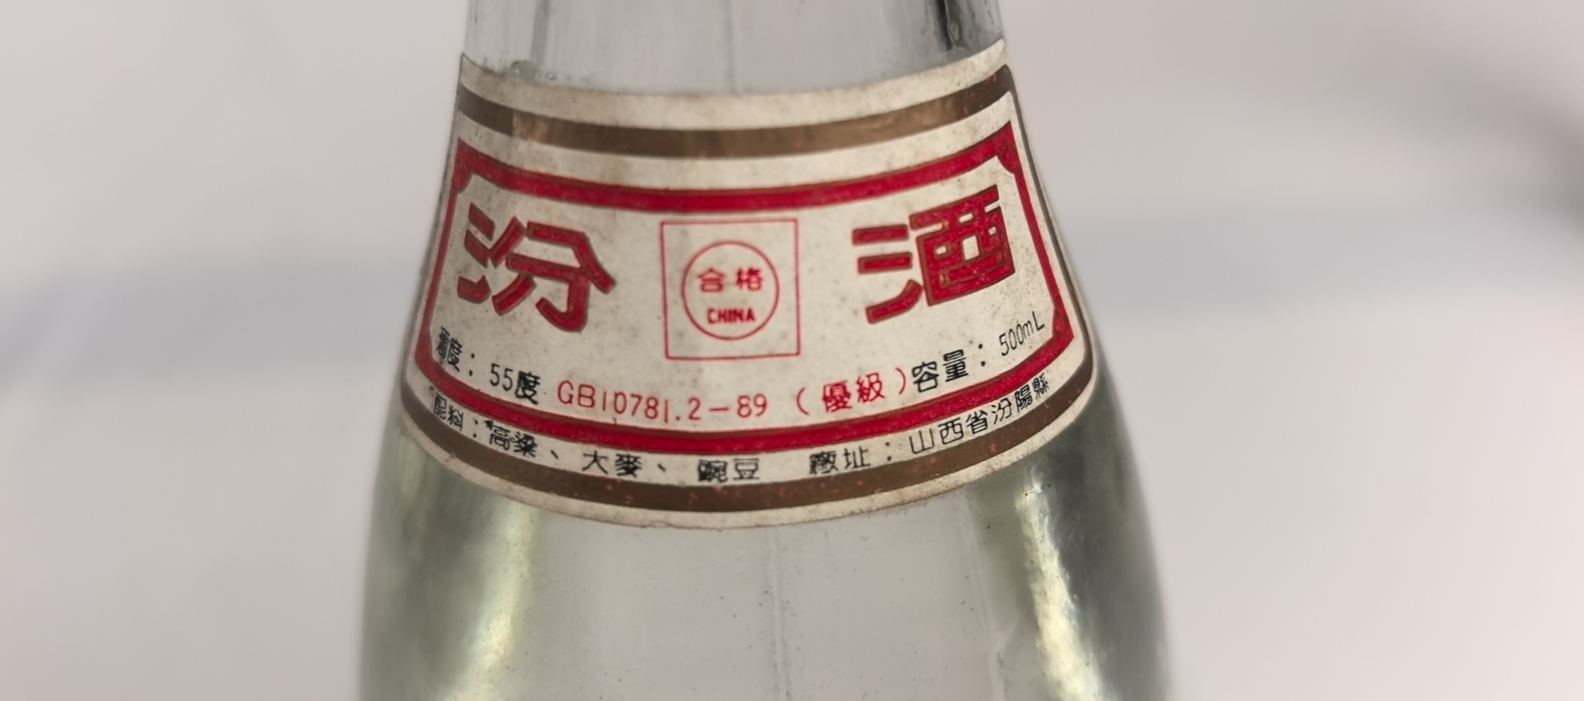 汾 酒
合格
CHINA
酒度：55度 GB10781.2-89（優級）容量：500mL
配料：高粱、大麥、豌豆 廠址：山西省汾陽縣